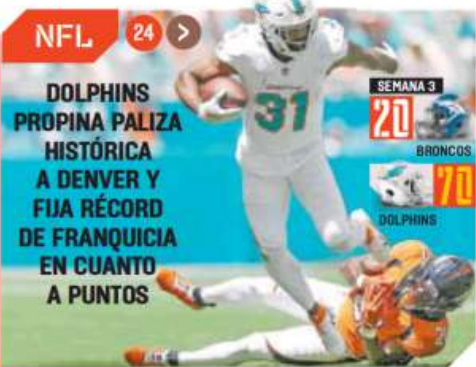 NFL 24 >
DOLPHINS
PROPINA PALIZA
HISTÓRICA
A DENVER Y
FIJA RÉCORD
DE FRANQUICIA
EN CUANTO
A PUNTOS
31
SEMANA 3
20
BRONCOS
70
DOLPHINS